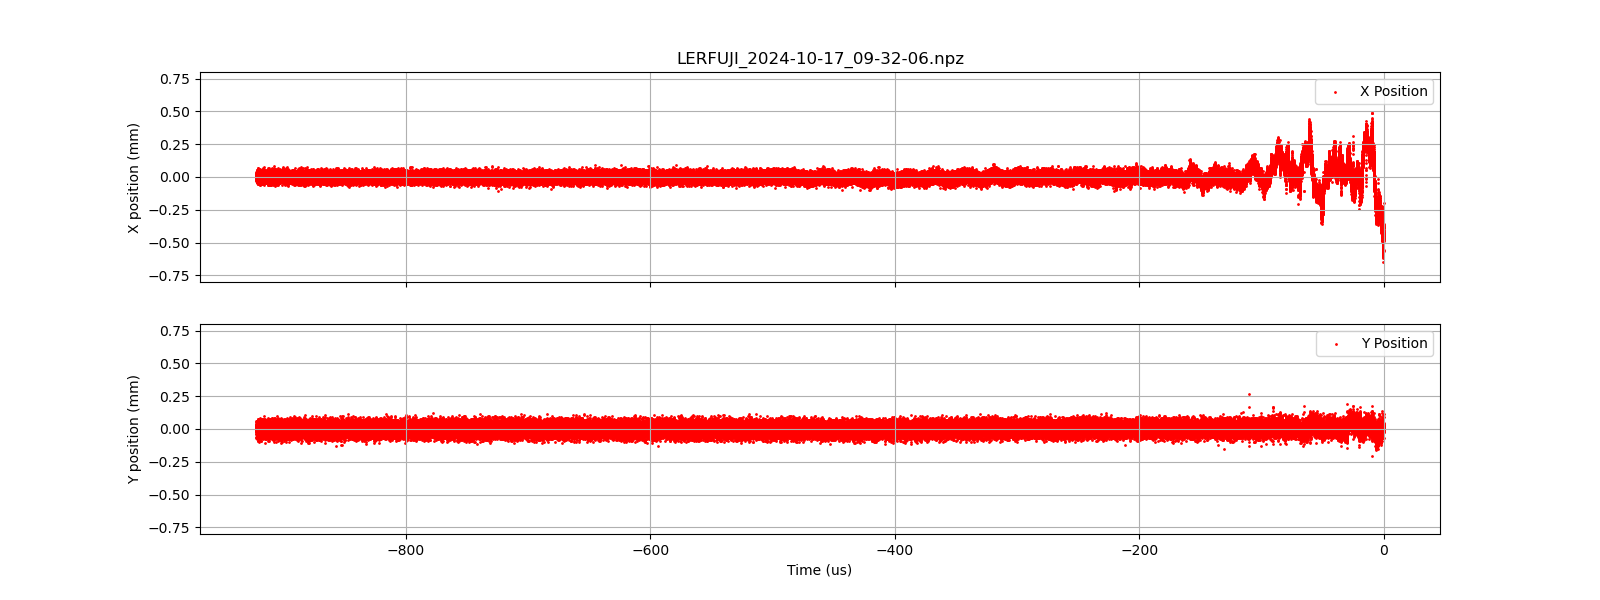 LERFUJI_2024-10-17_09-32-06.npz
X position (mm)
0.75
0.50
0.25
0.00
−0.25
−0.50
−0.75
X Position
Y position (mm)
0.75
0.50
0.25
0.00
−0.25
−0.50
−0.75
Y Position
−800 −600 −400 −200 0
Time (us)